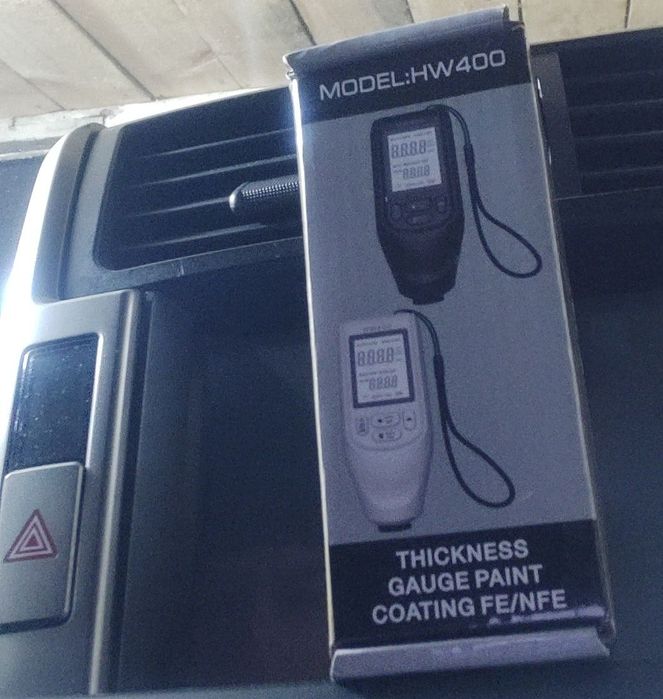 MODEL:HW400
THICKNESS
GAUGE PAINT
COATING FE/NFE